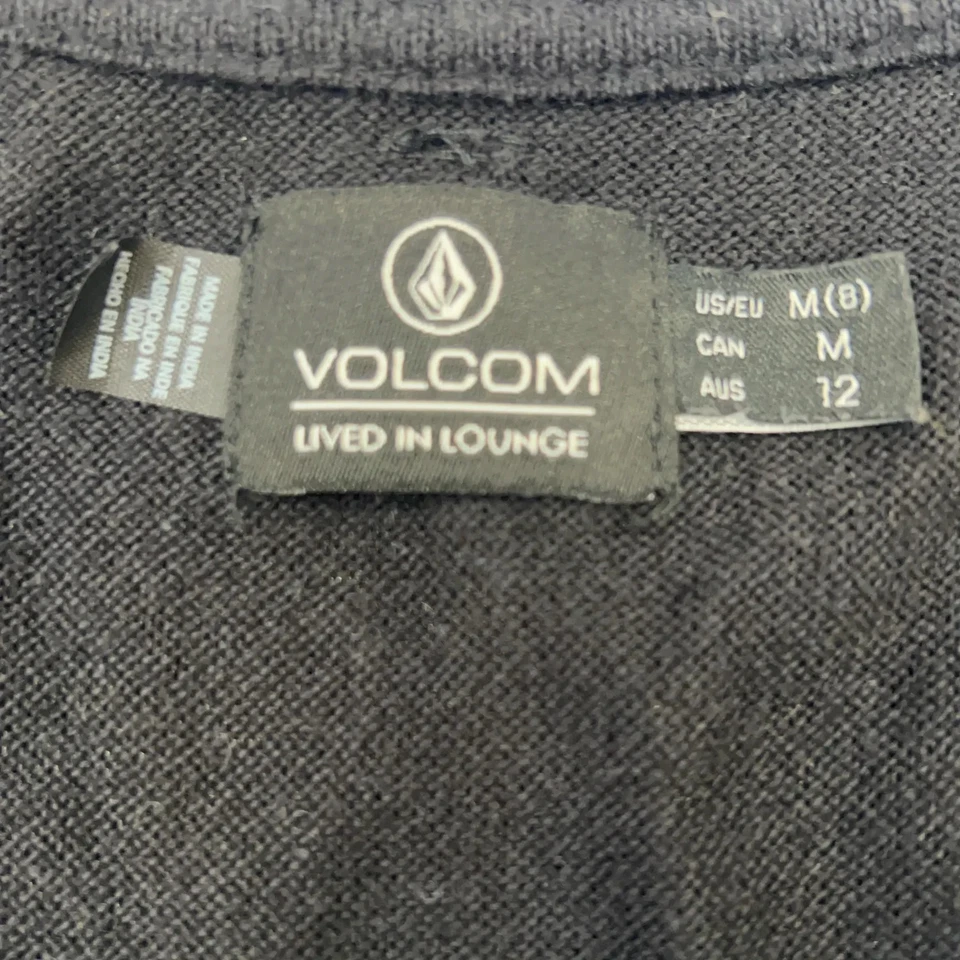 MADE IN INDIA
FABRIQUE EN INDE
FABRICADO NA
INDIA
HECHO EN INDIA
VOLCOM
LIVED IN LOUNGE
US/EU M(8)
CAN M
AUS 12